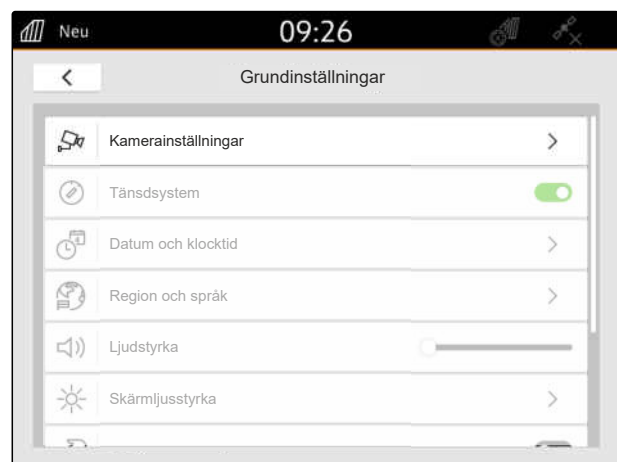 Neu
09:26
Grundinställningar
Kamerainställningar
Tänsdsystem
Datum och klocktid
Region och språk
Ljudstyrka
Skärmljusstyrka